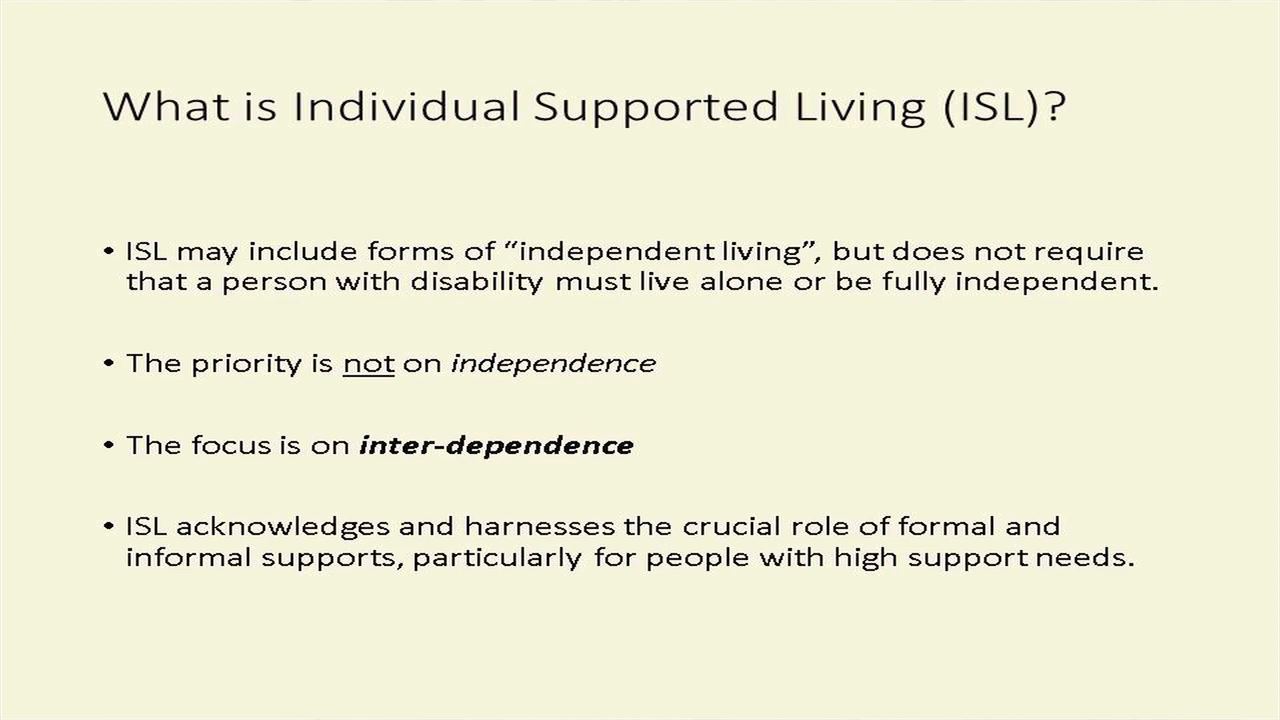 What is Individual Supported Living (ISL)?
• ISL may include forms of “independent living”, but does not require
that a person with disability must live alone or be fully independent.
• The priority is not on independence
• The focus is on inter-dependence
• ISL acknowledges and harnesses the crucial role of formal and
informal supports, particularly for people with high support needs.